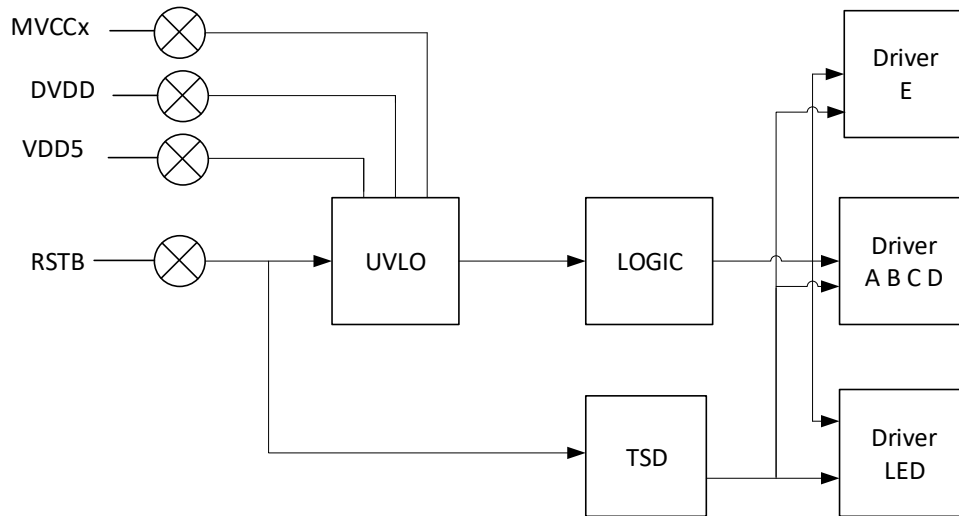 MVCCx
DVDD
VDD5
RSTB
UVLO
LOGIC
TSD
Driver
E
Driver
A B C D
Driver
LED